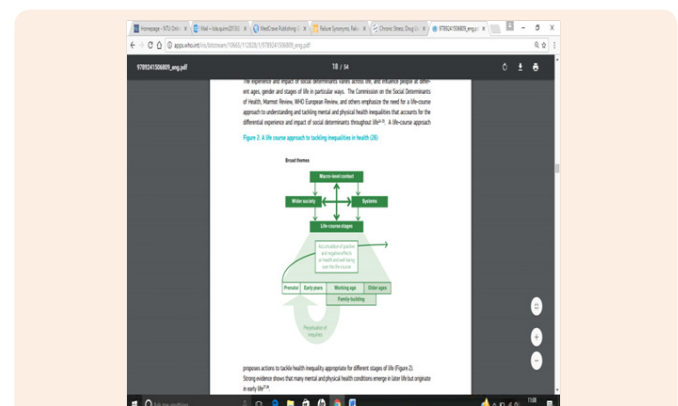 Homepage - NTU Onli
Mail -
MedCrave Publishing
Failure Synonyms, Fail
Chronic Stress, Drug U
9789241506809_eng.p
apps.who.int/iris/bitstream/10665/112828/1/9789241506809_eng.pdf
9789241506809_eng.pdf
18 / 54
The experience and impact of social determinants varies across life, and influence people at differ-
ent ages, gender and stages of life in particular ways. The Commission on the Social Determinants
of Health, Marmot Review, WHO European Review, and others emphasize the need for a life-course
approach to understanding and tackling mental and physical health inequalities that accounts for the
differential experience and impact of social determinants throughout life. A life-course approach
Figure 2: A life course approach to tackling inequalities in health (26)
Broad themes
Macro-level context
Wider society
Systems
Life-course stages
Accumulation of positive
and negative effects
on health and well-being
over the life-course
Prenatal
Early years
Working age
Older ages
Family-building
Perpetuation of
inequities
proposes actions to tackle health inequality appropriate for different stages of life (Figure 2).
Strong evidence shows that many mental and physical health conditions emerge in later life but originate
in early life
Ask me anything